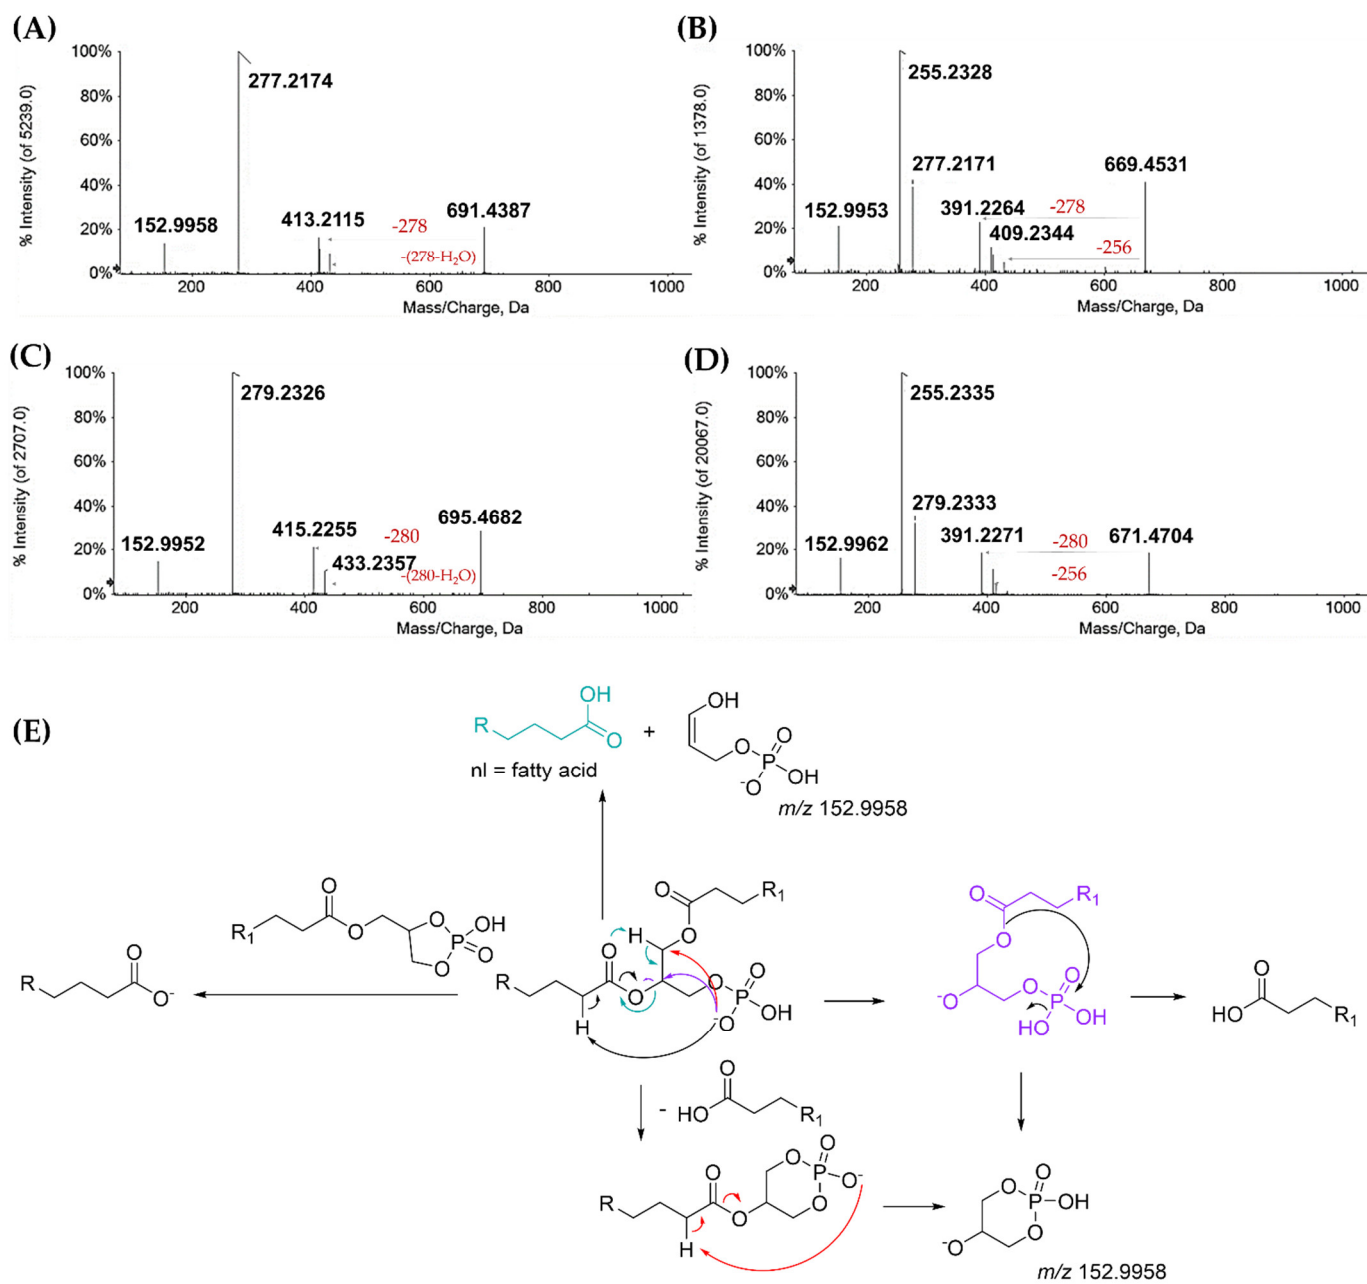 (A)
% Intensity (of 5239.0)
100%
80%
60%
40%
20%
0%
277.2174
152.9958
413.2115
-278
-(278-H₂O)
691.4387
200
400
600
800
1000
Mass/Charge, Da
(B)
% Intensity (of 1378.0)
100%
80%
60%
40%
20%
0%
255.2328
277.2171
152.9953
391.2264
-278
409.2344
-256
669.4531
200
400
600
800
1000
Mass/Charge, Da
(C)
% Intensity (of 2707.0)
100%
80%
60%
40%
20%
0%
279.2326
152.9952
415.2255
-280
433.2357
-(280-H₂O)
695.4682
200
400
600
800
1000
Mass/Charge, Da
(D)
% Intensity (of 20067.0)
100%
80%
60%
40%
20%
0%
255.2335
279.2333
152.9962
391.2271
-280
-256
671.4704
200
400
600
800
1000
Mass/Charge, Da
(E)
OH
R
O
nl = fatty acid
+
OH
O
O
P
OH
⁻O
m/z 152.9958
O
R₁
O
O
P
OH
O
O
R
O
O⁻
O
R₁
O
H
O
R
O
H
O
O
P
OH
⁻O
O
R₁
O
⁻O
O
O
P
OH
HO
O
HO
R₁
-
O
HO
R₁
O
R
O
H
O
O
P
O⁻
O
O
O
P
OH
O
⁻O
m/z 152.9958